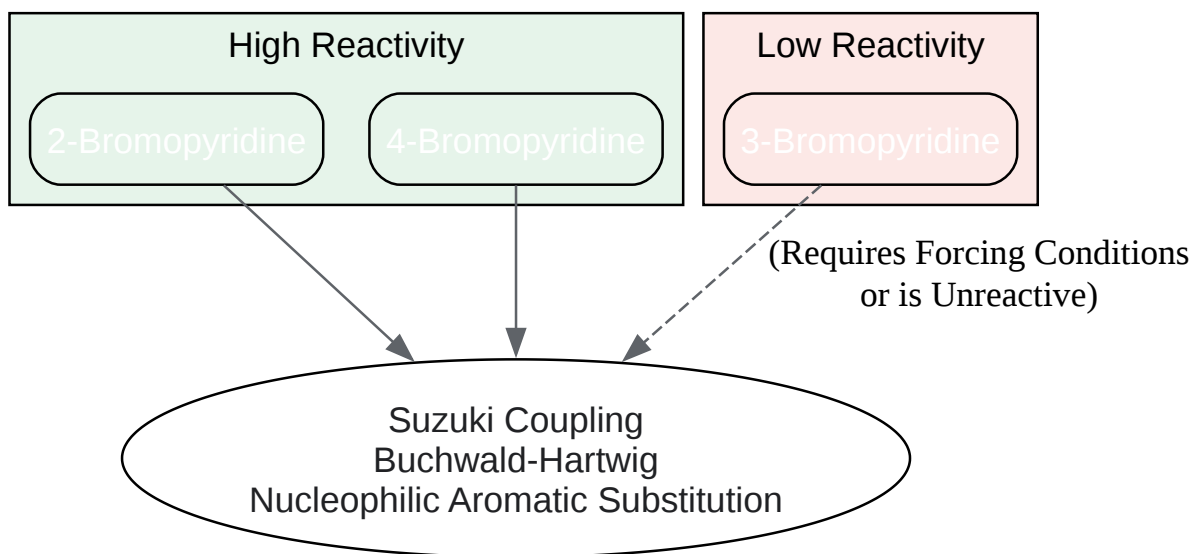 High Reactivity
Low Reactivity
2-Bromopyridine
4-Bromopyridine
3-Bromopyridine
(Requires Forcing Conditions
or is Unreactive)
Suzuki Coupling
Buchwald-Hartwig
Nucleophilic Aromatic Substitution